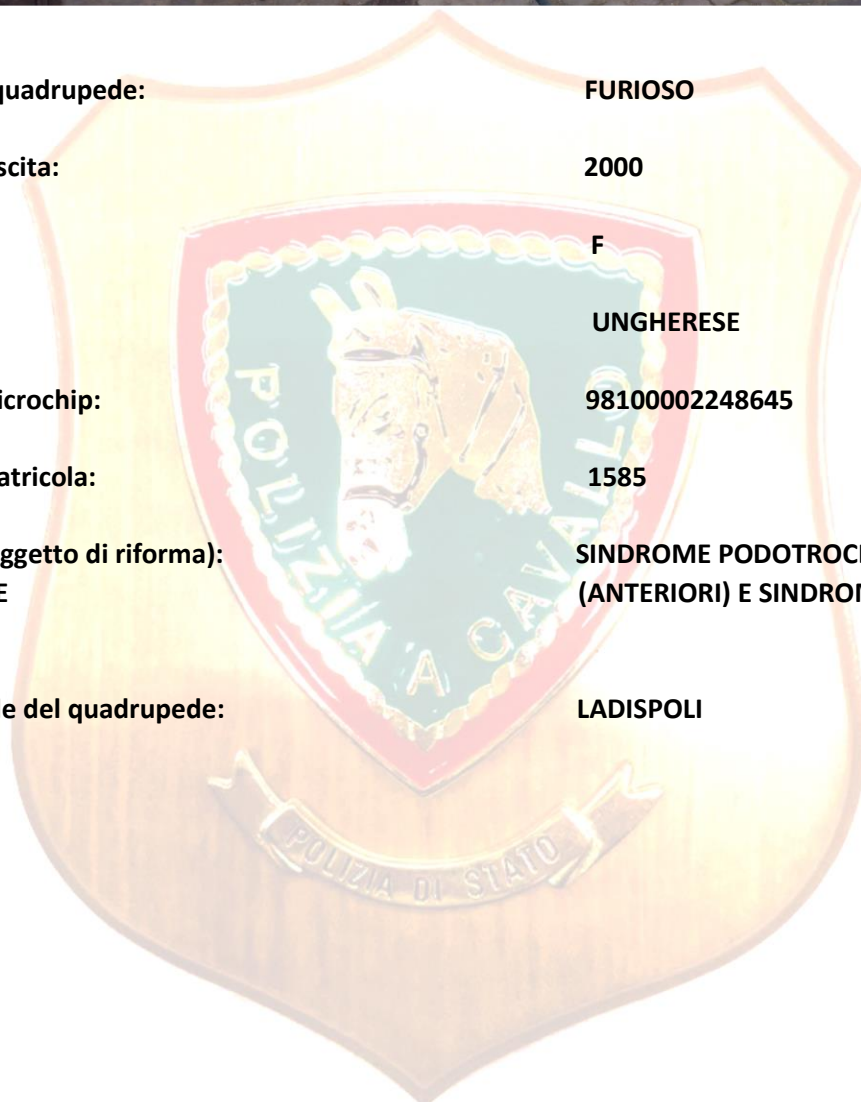 quadrupede: FURIOSO
scita: 2000
F
UNGHERESE
icrochip: 98100002248645
atricola: 1585
ggetto di riforma): SINDROME PODOTROC
E (ANTERIORI) E SINDRO
le del quadrupede: LADISPOLI
POLIZIA A CAVALLO
POLIZIA DI STATO